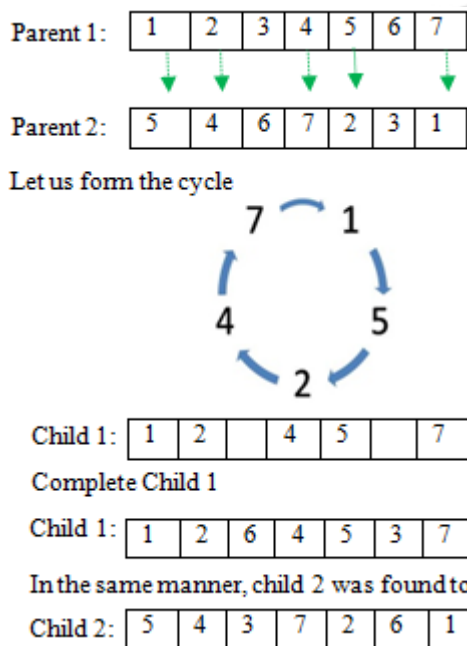 Parent 1: 1 2 3 4 5 6 7
Parent 2: 5 4 6 7 2 3 1
Let us form the cycle
7 1
4 5
2
Child 1: 1 2 4 5 7
Complete Child 1
Child 1: 1 2 6 4 5 3 7
In the same manner, child 2 was found to
Child 2: 5 4 3 7 2 6 1